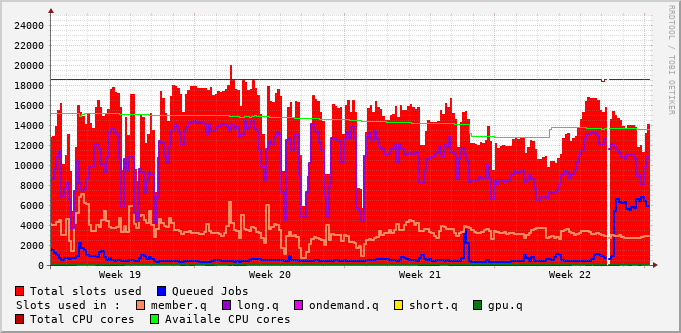 24000
22000
20000
18000
16000
14000
12000
10000
8000
6000
4000
2000
0
Week 19 Week 20 Week 21 Week 22
RRDTOOL / TOBI OETIKER
Total slots used Queued Jobs
Slots used in : member.q long.q ondemand.q short.q gpu.q
Total CPU cores Availale CPU cores